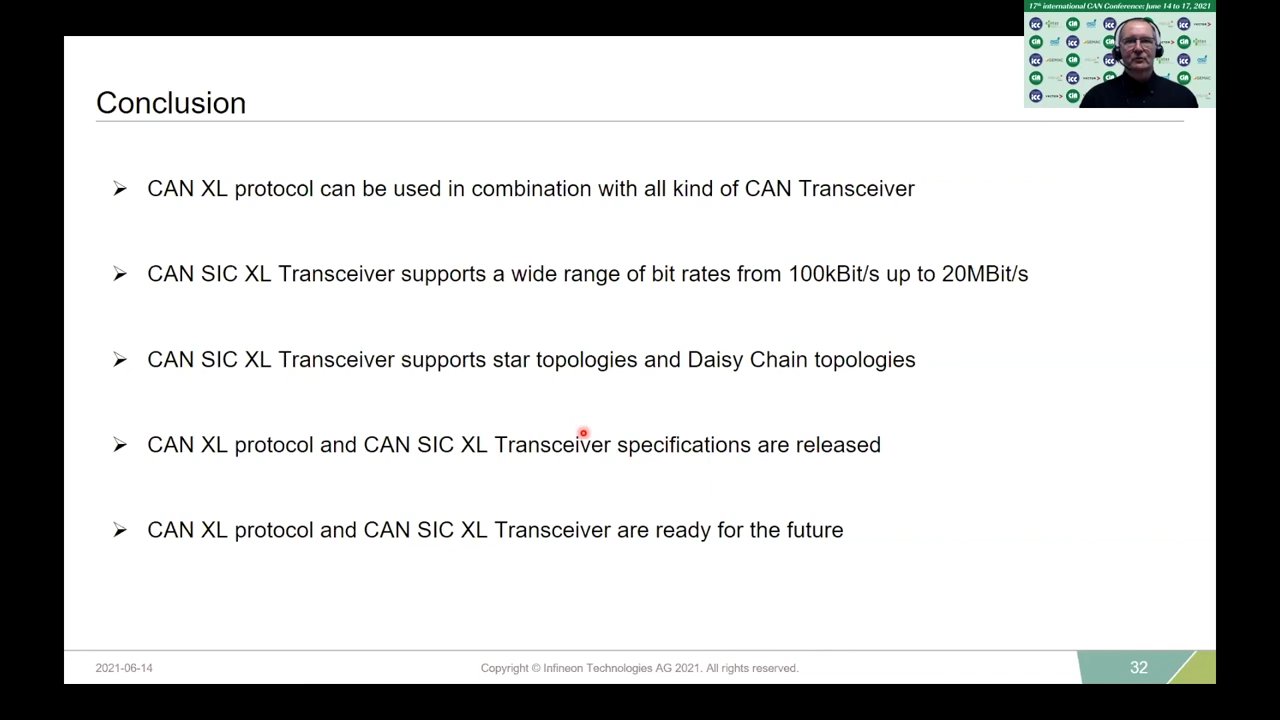 17th international CAN Conference: June 14 to 17, 2021
Conclusion
CAN XL protocol can be used in combination with all kind of CAN Transceiver
CAN SIC XL Transceiver supports a wide range of bit rates from 100kBit/s up to 20MBit/s
CAN SIC XL Transceiver supports star topologies and Daisy Chain topologies
CAN XL protocol and CAN SIC XL Transceiver specifications are released
CAN XL protocol and CAN SIC XL Transceiver are ready for the future
2021-06-14
Copyright © Infineon Technologies AG 2021. All rights reserved.
32